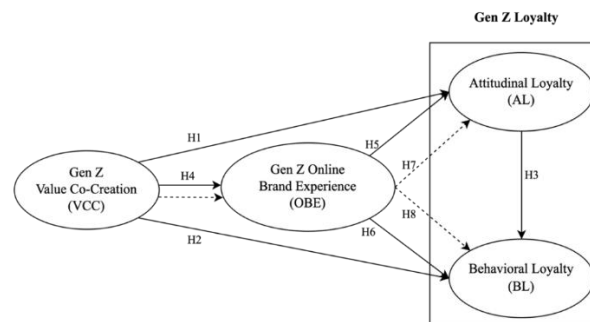 Gen Z Loyalty
Attitudinal Loyalty
(AL)
H1
H5
Gen Z
Value Co-Creation
(VCC)
H4
Gen Z Online
Brand Experience
(OBE)
H7
H3
H8
H2
H6
Behavioral Loyalty
(BL)